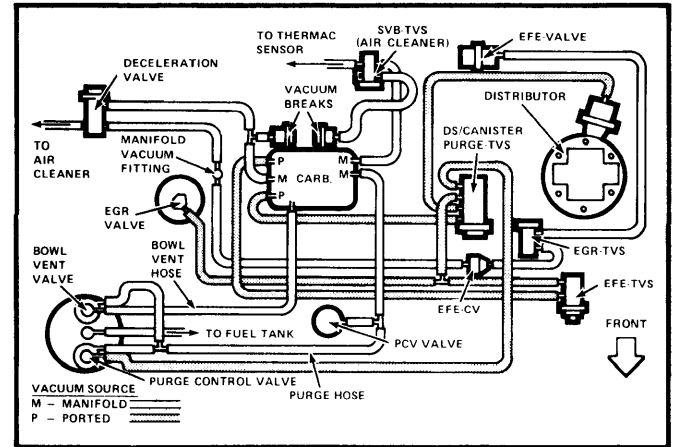 TO THERMAC
SENSOR
SVB-TVS
(AIR CLEANER)
EFE-VALVE
DECELERATION
VALVE
VACUUM
BREAKS
DISTRIBUTOR
TO
AIR
CLEANER
MANIFOLD
VACUUM
FITTING
P
M
P
CARB.
M
M
DS/CANISTER
PURGE-TVS
EGR
VALVE
EGR-TVS
BOWL
VENT
VALVE
BOWL
VENT
HOSE
EFE-CV
EFE-TVS
TO FUEL TANK
PCV VALVE
FRONT
PURGE CONTROL VALVE
PURGE HOSE
VACUUM SOURCE
M - MANIFOLD
P - PORTED